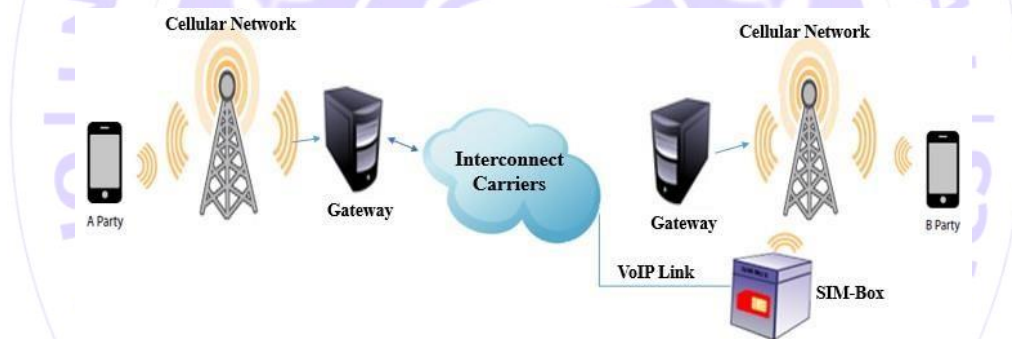 Cellular Network
Cellular Network
Interconnect
Carriers
A Party
Gateway
Gateway
B Party
VoIP Link
SIM-Box